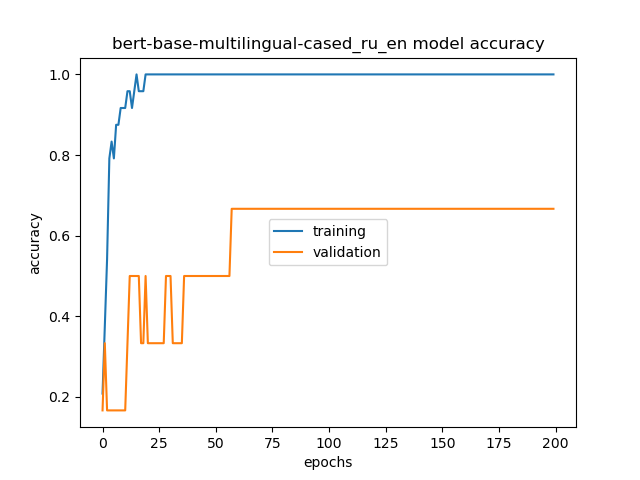 bert-base-multilingual-cased_ru_en model accuracy
1.0
0.8
0.6
0.4
0.2
accuracy
training
validation
0 25 50 75 100 125 150 175 200
epochs